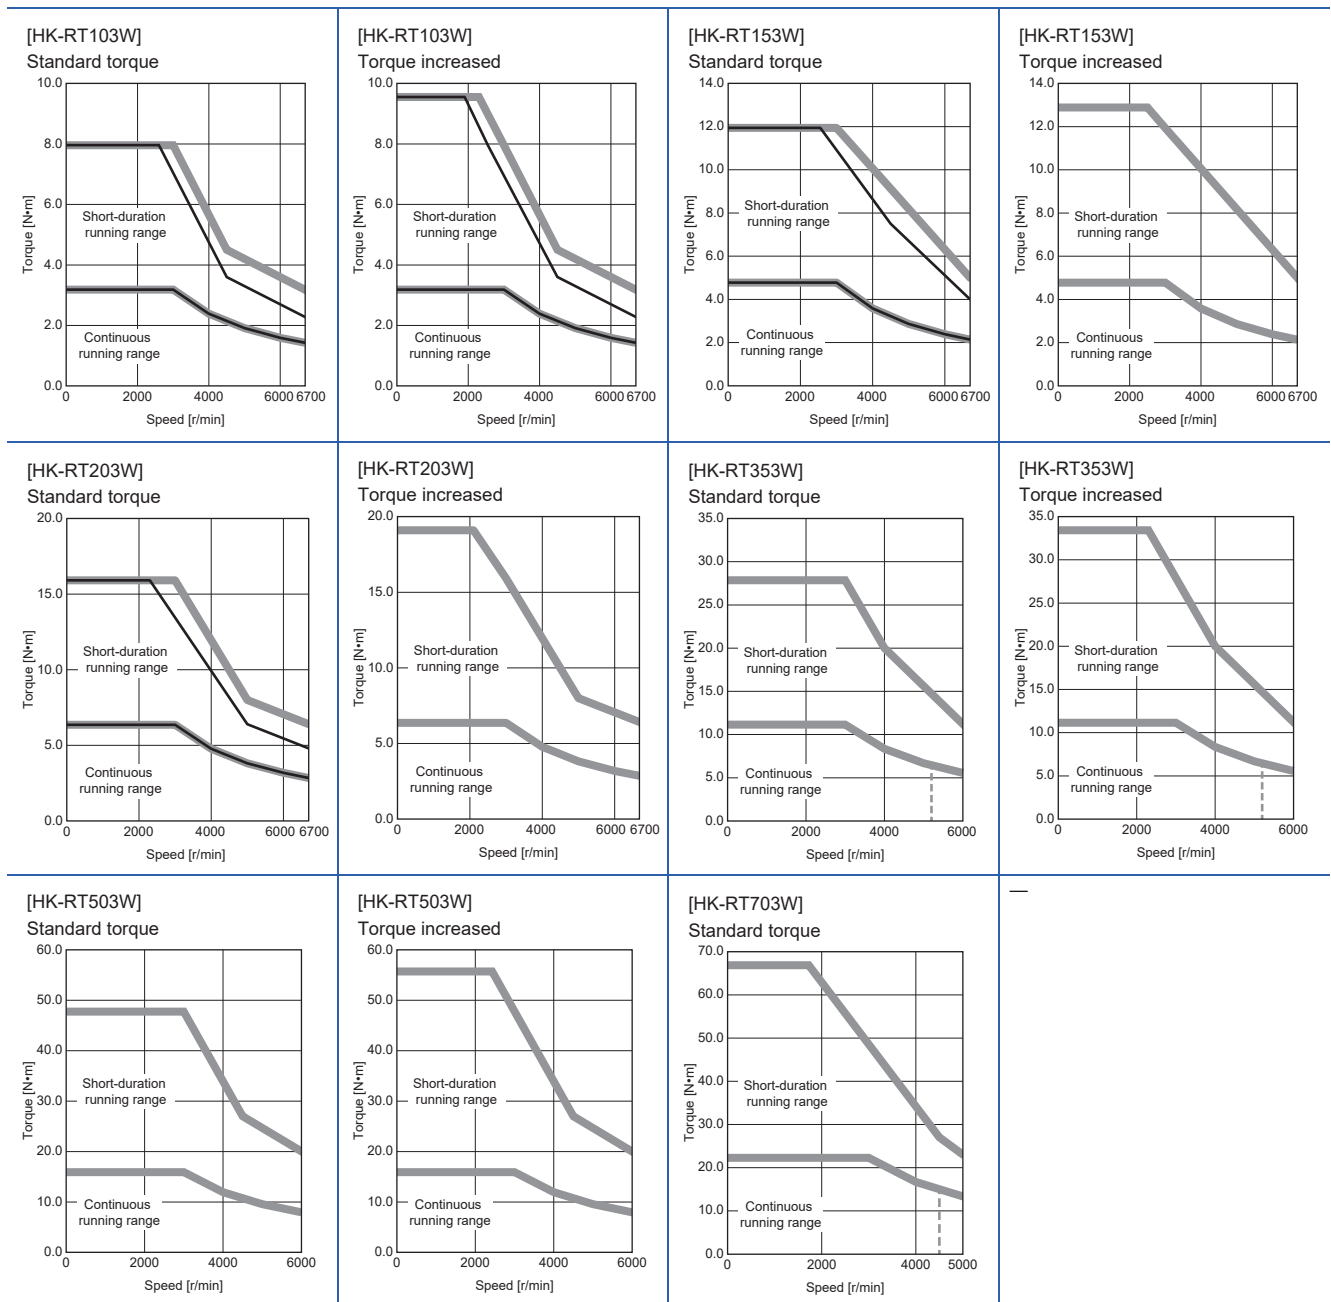 [HK-RT103W]
Standard torque
10.0
8.0
6.0
4.0
2.0
0.0
Torque [N•m]
Short-duration
running range
Continuous
running range
0 2000 4000 6000 6700
Speed [r/min]
[HK-RT103W]
Torque increased
10.0
8.0
6.0
4.0
2.0
0.0
Torque [N•m]
Short-duration
running range
Continuous
running range
0 2000 4000 6000 6700
Speed [r/min]
[HK-RT153W]
Standard torque
14.0
12.0
10.0
8.0
6.0
4.0
2.0
0.0
Torque [N•m]
Short-duration
running range
Continuous
running range
0 2000 4000 6000 6700
Speed [r/min]
[HK-RT153W]
Torque increased
14.0
12.0
10.0
8.0
6.0
4.0
2.0
0.0
Torque [N•m]
Short-duration
running range
Continuous
running range
0 2000 4000 6000 6700
Speed [r/min]
[HK-RT203W]
Standard torque
20.0
15.0
10.0
5.0
0.0
Torque [N•m]
Short-duration
running range
Continuous
running range
0 2000 4000 6000 6700
Speed [r/min]
[HK-RT203W]
Torque increased
20.0
15.0
10.0
5.0
0.0
Torque [N•m]
Short-duration
running range
Continuous
running range
0 2000 4000 6000 6700
Speed [r/min]
[HK-RT353W]
Standard torque
35.0
30.0
25.0
20.0
15.0
10.0
5.0
0.0
Torque [N•m]
Short-duration
running range
Continuous
running range
0 2000 4000 6000
Speed [r/min]
[HK-RT353W]
Torque increased
35.0
30.0
25.0
20.0
15.0
10.0
5.0
0.0
Torque [N•m]
Short-duration
running range
Continuous
running range
0 2000 4000 6000
Speed [r/min]
[HK-RT503W]
Standard torque
60.0
50.0
40.0
30.0
20.0
10.0
0.0
Torque [N•m]
Short-duration
running range
Continuous
running range
0 2000 4000 6000
Speed [r/min]
[HK-RT503W]
Torque increased
60.0
50.0
40.0
30.0
20.0
10.0
0.0
Torque [N•m]
Short-duration
running range
Continuous
running range
0 2000 4000 6000
Speed [r/min]
[HK-RT703W]
Standard torque
70.0
60.0
50.0
40.0
30.0
20.0
10.0
0.0
Torque [N•m]
Short-duration
running range
Continuous
running range
0 2000 4000 5000
Speed [r/min]
—